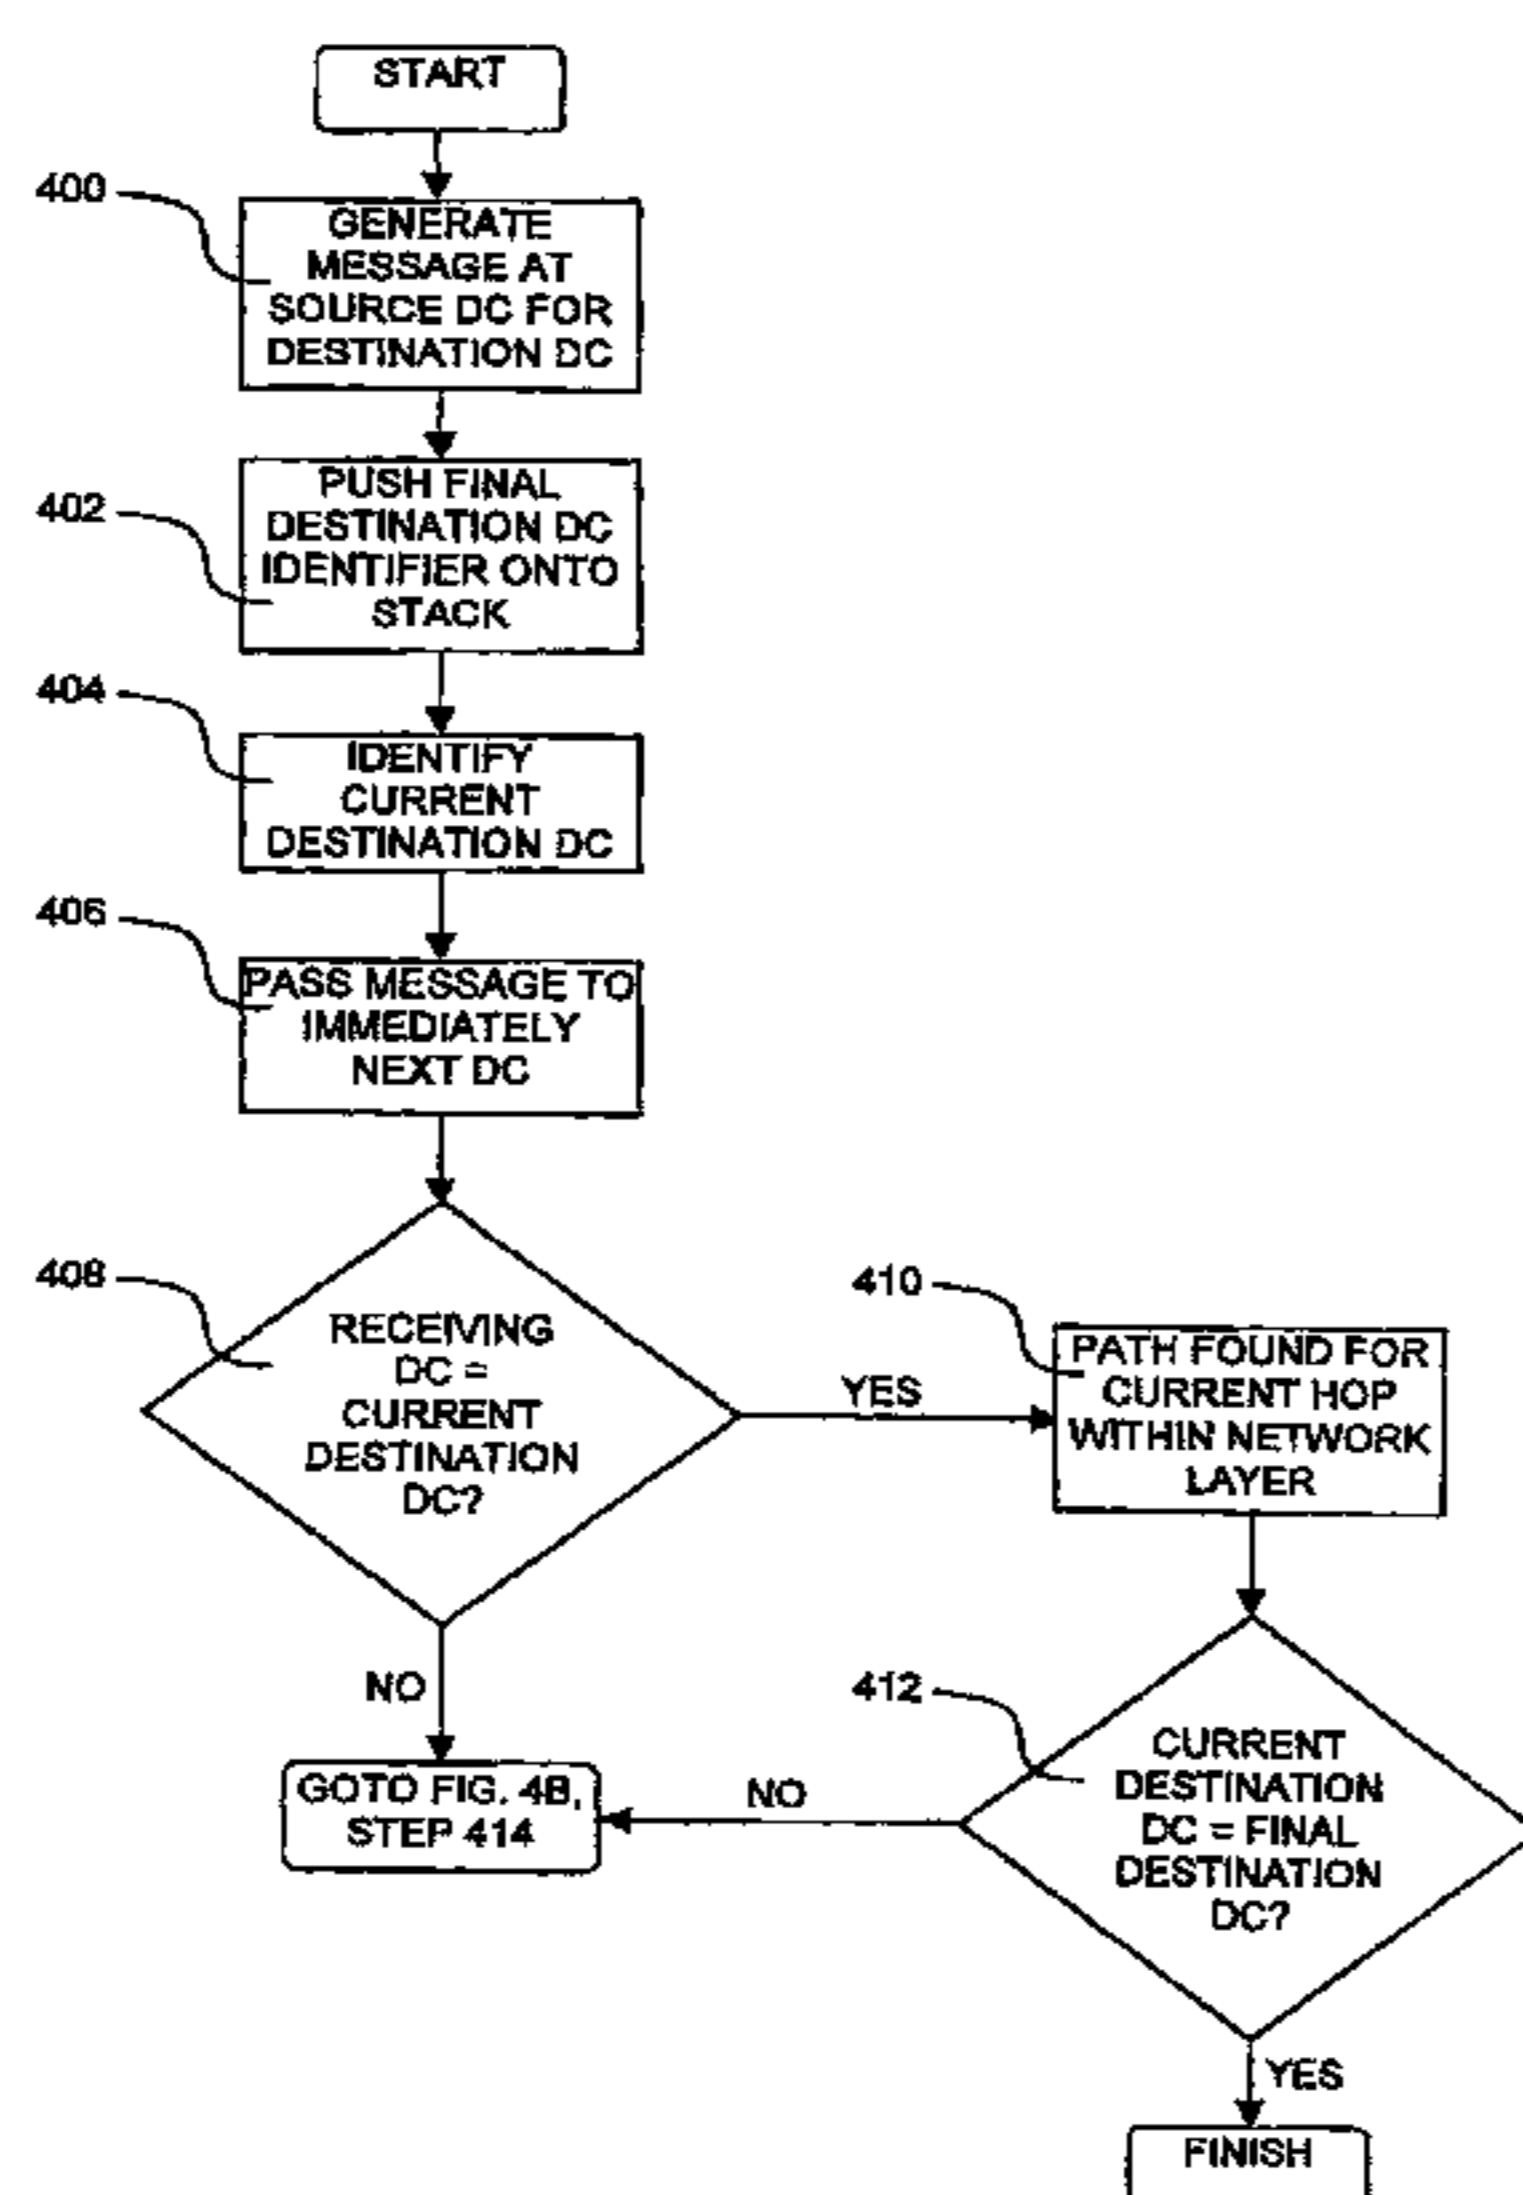 START
400
GENERATE
MESSAGE AT
SOURCE DC FOR
DESTINATION DC
402
PUSH FINAL
DESTINATION DC
IDENTIFIER ONTO
STACK
404
IDENTIFY
CURRENT
DESTINATION DC
406
PASS MESSAGE TO
IMMEDIATELY
NEXT DC
408
RECEIVING
DC =
CURRENT
DESTINATION
DC?
YES
410
PATH FOUND FOR
CURRENT HOP
WITHIN NETWORK
LAYER
NO
412
CURRENT
DESTINATION
DC = FINAL
DESTINATION
DC?
NO
GOTO FIG. 4B,
STEP 414
YES
FINISH